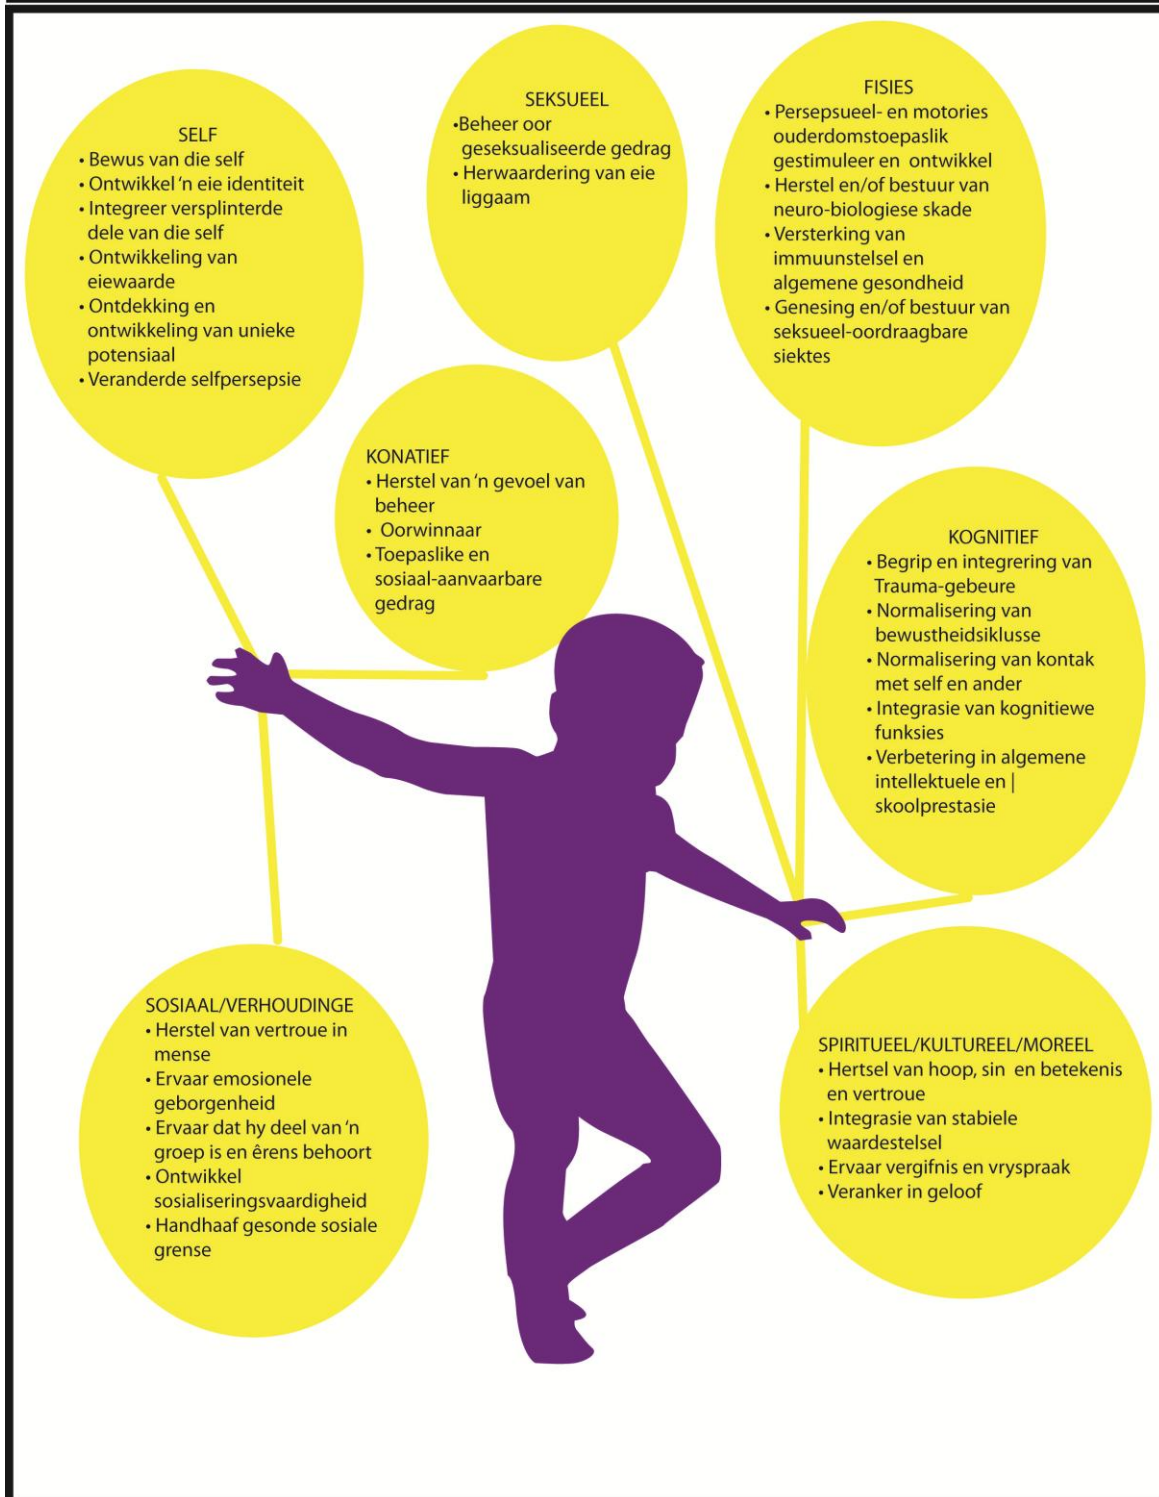 SELF
• Bewus van die self
• Ontwikkel ‘n eie identiteit
• Integreer versplinterde
dele van die self
• Ontwikkeling van
eiewaarde
• Ontdekking en
ontwikkeling van unieke
potensiaal
• Veranderde selfpersepsie
SEKSUEEL
•Beheer oor
geseksualiseerde gedrag
• Herwaardering van eie
liggaam
FISIES
• Persepsueel- en motories
ouderdomstoepaslik
gestimuleer en ontwikkel
• Herstel en/of bestuur van
neuro-biologiese skade
• Versterking van
immuunstelsel en
algemene gesondheid
• Genesing en/of bestuur van
seksueel-oordraagbare
siektes
KONATIEF
• Herstel van ‘n gevoel van
beheer
• Oorwinnaar
• Toepaslike en
sosiaal-aanvaarbare
gedrag
KOGNITIEF
• Begrip en integrering van
Trauma-gebeure
• Normalisering van
bewustheidsiklusse
• Normalisering van kontak
met self en ander
• Integrasie van kognitiewe
funksies
• Verbetering in algemene
intellektuele en |
skoolprestasie
SOSIAAL/VERHOUDINGE
• Herstel van vertroue in
mense
• Ervaar emosionele
geborgenheid
• Ervaar dat hy deel van ‘n
groep is en êrens behoort
• Ontwikkel
sosialiseringsvaardigheid
• Handhaaf gesonde sosiale
grense
SPIRITUEEL/KULTUREEL/MOREEL
• Hertsel van hoop, sin en betekenis
en vertroue
• Integrasie van stabiele
waardestelsel
• Ervaar vergifnis en vryspraak
• Veranker in geloof